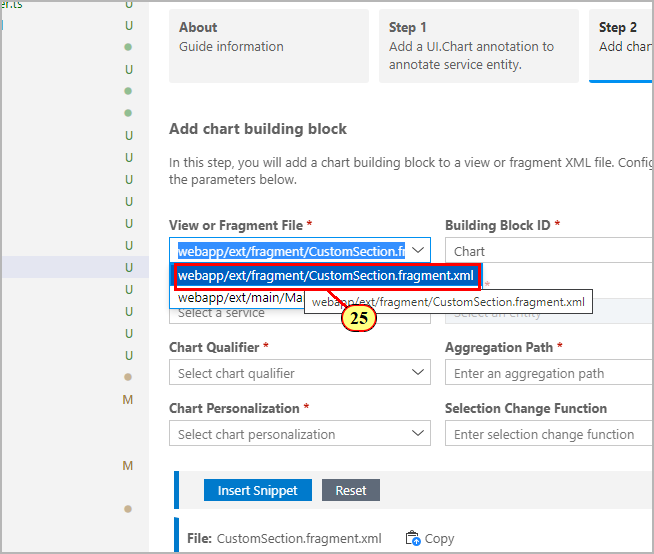 er.ts
U
U
U
U
U
U
U
U
U
U
U
U
U
U
M
M
About
Guide information
Step 1
Add a UI.Chart annotation to
annotate service entity.
Step 2
Add char
Add chart building block
In this step, you will add a chart building block to a view or fragment XML file. Config
the parameters below.
View or Fragment File *
Building Block ID *
webapp/ext/fragment/CustomSection.fr
Chart
webapp/ext/fragment/CustomSection.fragment.xml
*
webapp/ext/main/Ma
webapp/ext/fragment/CustomSection.fragment.xml
25
Select a service
Select an Entity
Chart Qualifier *
Aggregation Path *
Select chart qualifier
Enter an aggregation path
Chart Personalization *
Selection Change Function
Select chart personalization
Enter selection change function
Insert Snippet
Reset
File: CustomSection.fragment.xml
Copy